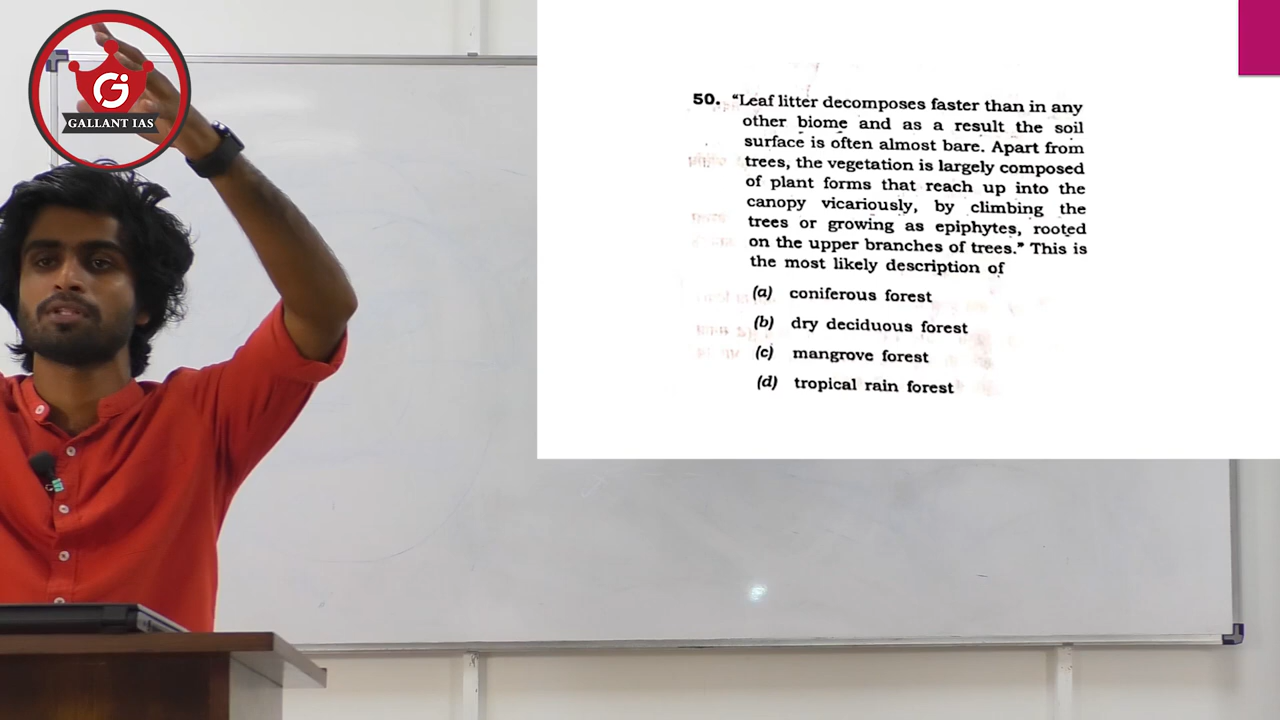 G
GALLANT IAS
50. “Leaf litter decomposes faster than in any
other biome and as a result the soil
surface is often almost bare. Apart from
trees, the vegetation is largely composed
of plant forms that reach up into the
canopy vicariously, by climbing the
trees or growing as epiphytes, rooted
on the upper branches of trees.” This is
the most likely description of
(a) coniferous forest
(b) dry deciduous forest
(c) mangrove forest
(d) tropical rain forest